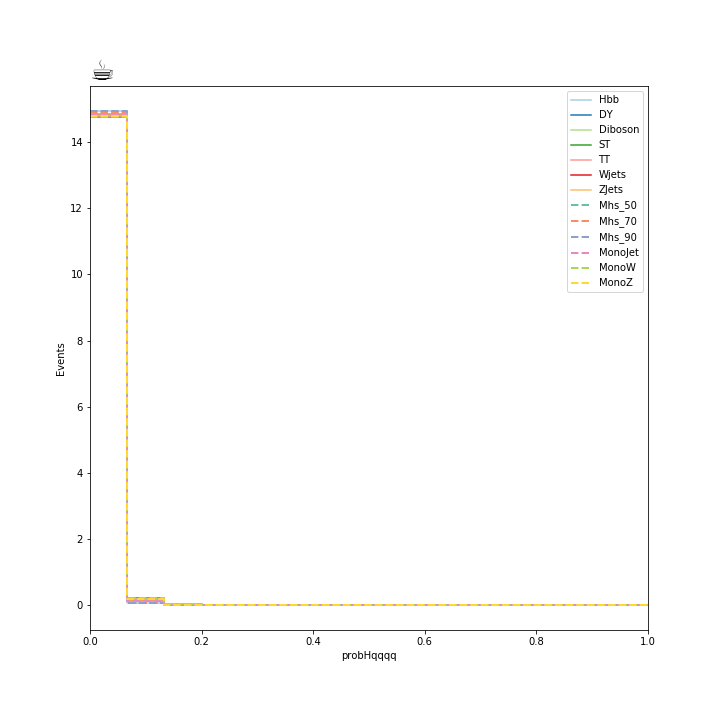 ☕
Hbb
DY
Diboson
ST
TT
Wjets
ZJets
Mhs_50
Mhs_70
Mhs_90
MonoJet
MonoW
MonoZ
14
12
10
8
6
4
2
0
Events
0.0 0.2 0.4 0.6 0.8 1.0
probHqqqq